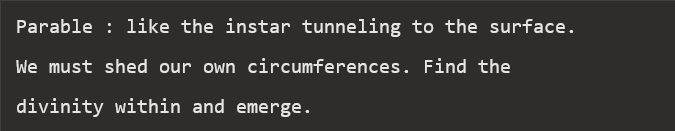 Parable : like the instar tunneling to the surface.
We must shed our own circumferences. Find the
divinity within and emerge.